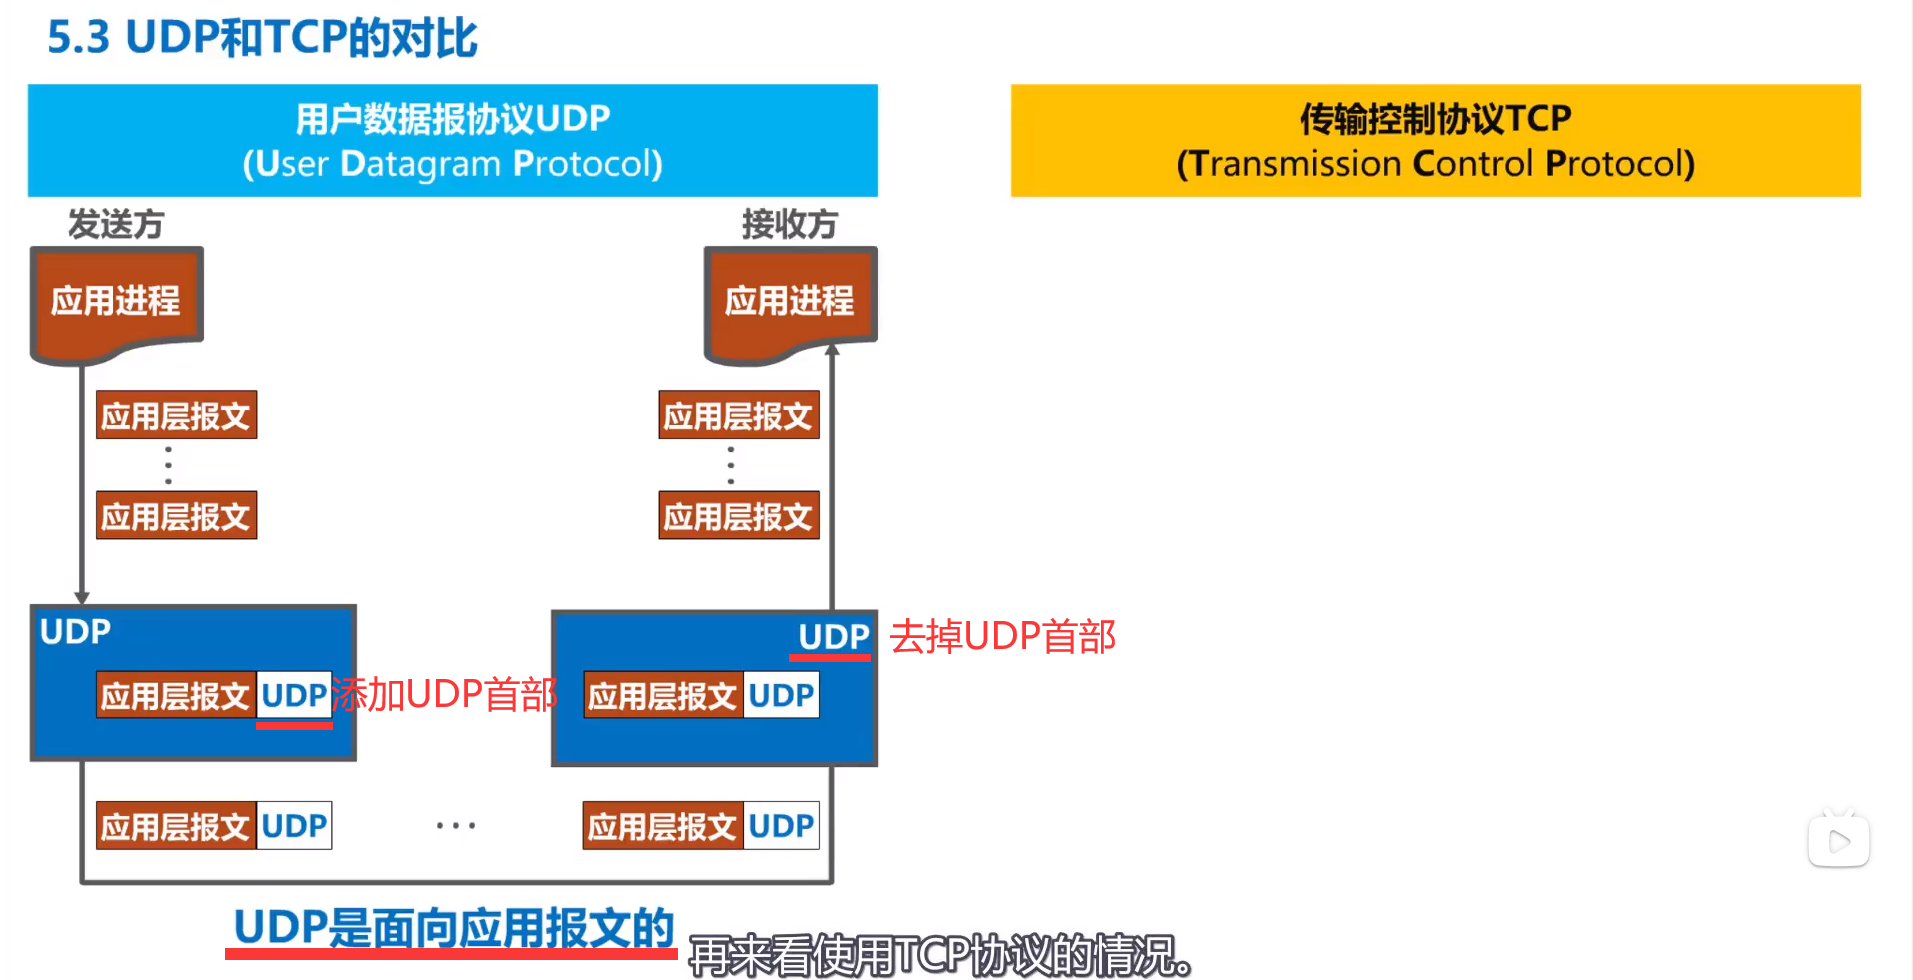 5.3 UDP和TCP的对比
用户数据报协议UDP
(User Datagram Protocol)
传输控制协议TCP
(Transmission Control Protocol)
发送方
接收方
应用进程
应用进程
应用层报文
应用层报文
应用层报文
应用层报文
UDP
UDP
去掉UDP首部
应用层报文 UDP
添加UDP首部
应用层报文 UDP
应用层报文 UDP
...
应用层报文 UDP
UDP是面向应用报文的
再来看使用TCP协议的情况。